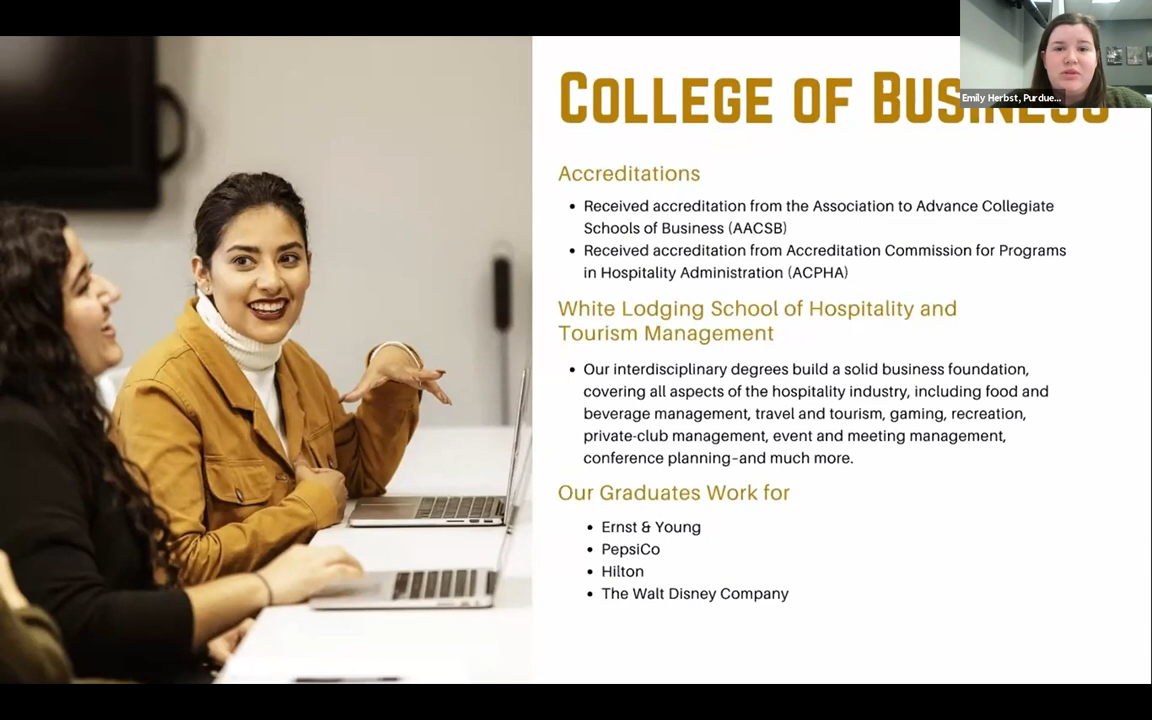 COLLEGE OF BUSINESS
Emily Herbst, Purdue...
Accreditations
• Received accreditation from the Association to Advance Collegiate
Schools of Business (AACSB)
• Received accreditation from Accreditation Commission for Programs
in Hospitality Administration (ACPHA)
White Lodging School of Hospitality and
Tourism Management
• Our interdisciplinary degrees build a solid business foundation,
covering all aspects of the hospitality industry, including food and
beverage management, travel and tourism, gaming, recreation,
private-club management, event and meeting management,
conference planning–and much more.
Our Graduates Work for
• Ernst & Young
• PepsiCo
• Hilton
• The Walt Disney Company